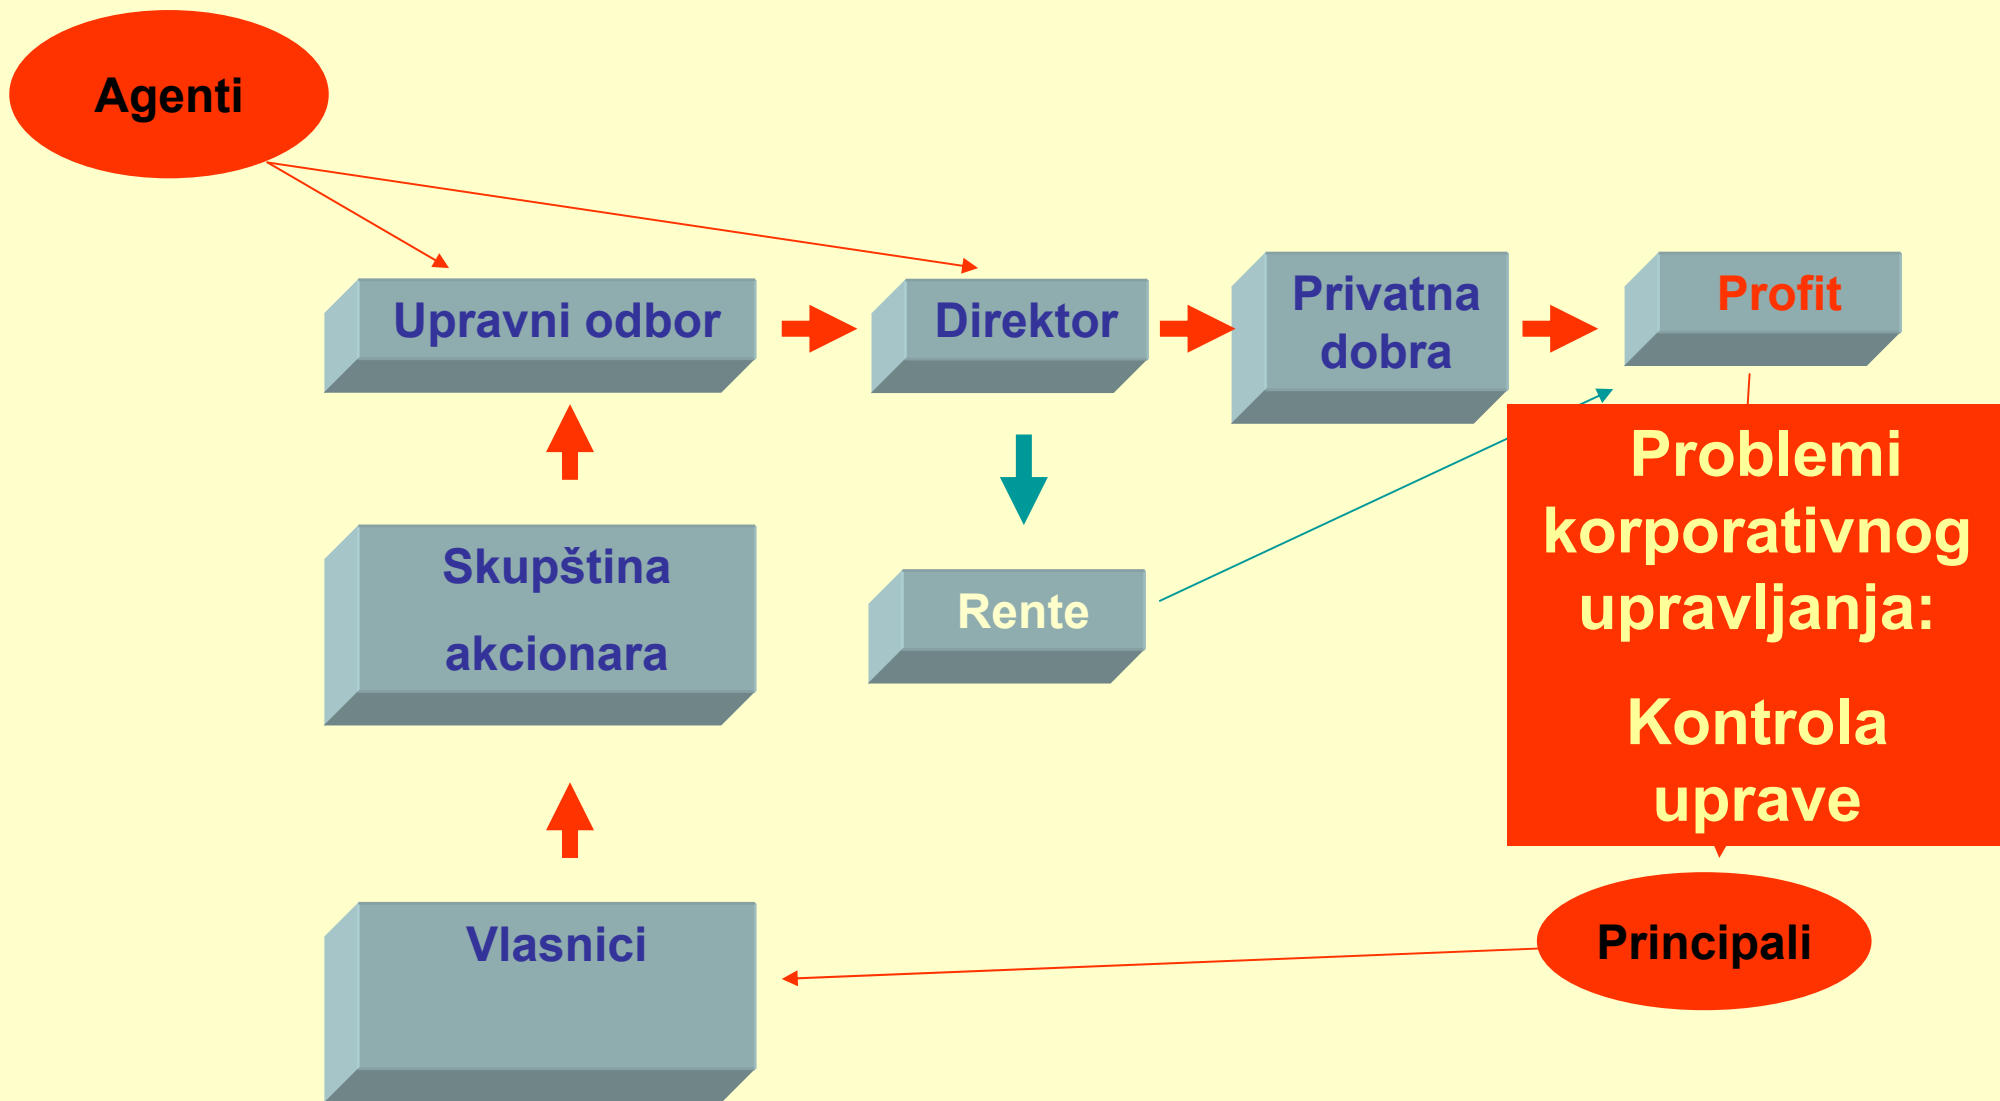 Agenti
Upravni odbor
Direktor
Privatna
dobra
Profit
Skupština
akcionara
Rente
Problemi
korporativnog
upravljanja:
Kontrola
uprave
Vlasnici
Principali